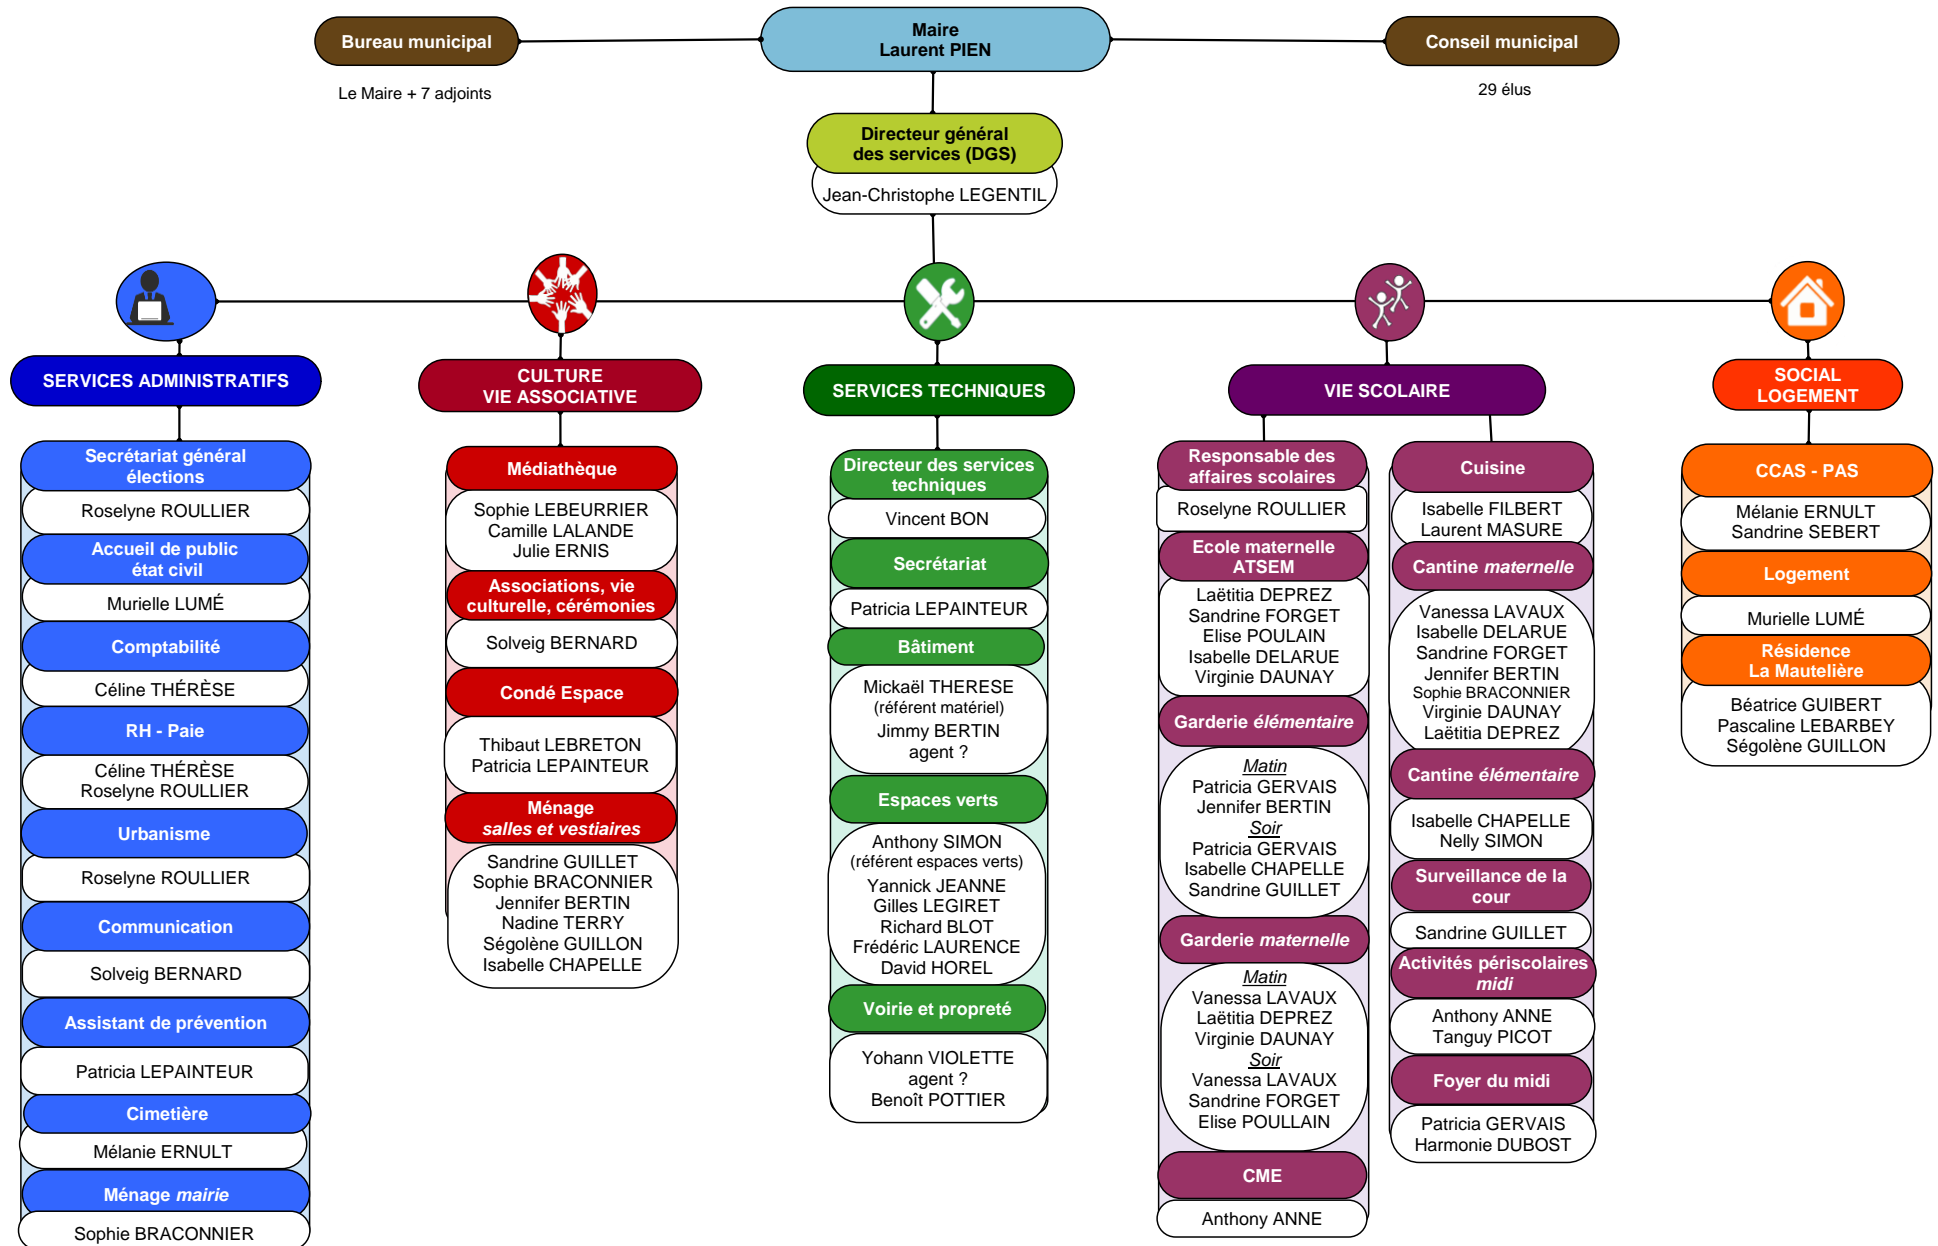 Bureau municipal
Le Maire + 7 adjoints
Maire
Laurent PIEN
Conseil municipal
29 élus
Directeur général
des services (DGS)
Jean-Christophe LEGENTIL
SERVICES ADMINISTRATIFS
Secrétariat général
élections
Roselyne ROULLIER
Accueil de public
état civil
Murielle LUMÉ
Comptabilité
Céline THÉRÈSE
RH - Paie
Céline THÉRÈSE
Roselyne ROULLIER
Urbanisme
Roselyne ROULLIER
Communication
Solveig BERNARD
Assistant de prévention
Patricia LEPAINTEUR
Cimetière
Mélanie ERNULT
Ménage mairie
Sophie BRACONNIER
CULTURE
VIE ASSOCIATIVE
Médiathèque
Sophie LEBEURRIER
Camille LALANDE
Julie ERNIS
Associations, vie
culturelle, cérémonies
Solveig BERNARD
Condé Espace
Thibaut LEBRETON
Patricia LEPAINTEUR
Ménage
salles et vestiaires
Sandrine GUILLET
Sophie BRACONNIER
Jennifer BERTIN
Nadine TERRY
Ségolène GUILLON
Isabelle CHAPELLE
SERVICES TECHNIQUES
Directeur des services
techniques
Vincent BON
Secrétariat
Patricia LEPAINTEUR
Bâtiment
Mickaël THERESE
(référent matériel)
Jimmy BERTIN
agent ?
Espaces verts
Anthony SIMON
(référent espaces verts)
Yannick JEANNE
Gilles LEGIRET
Richard BLOT
Frédéric LAURENCE
David HOREL
Voirie et propreté
Yohann VIOLETTE
agent ?
Benoît POTTIER
VIE SCOLAIRE
Responsable des
affaires scolaires
Roselyne ROULLIER
Ecole maternelle
ATSEM
Laëtitia DEPREZ
Sandrine FORGET
Elise POULAIN
Isabelle DELARUE
Virginie DAUNAY
Garderie élémentaire
Matin
Patricia GERVAIS
Jennifer BERTIN
Soir
Patricia GERVAIS
Isabelle CHAPELLE
Sandrine GUILLET
Garderie maternelle
Matin
Vanessa LAVAUX
Laëtitia DEPREZ
Virginie DAUNAY
Soir
Vanessa LAVAUX
Sandrine FORGET
Elise POULLAIN
CME
Anthony ANNE
Cuisine
Isabelle FILBERT
Laurent MASURE
Cantine maternelle
Vanessa LAVAUX
Isabelle DELARUE
Sandrine FORGET
Jennifer BERTIN
Sophie BRACONNIER
Virginie DAUNAY
Laëtitia DEPREZ
Cantine élémentaire
Isabelle CHAPELLE
Nelly SIMON
Surveillance de la
cour
Sandrine GUILLET
Activités périscolaires
midi
Anthony ANNE
Tanguy PICOT
Foyer du midi
Patricia GERVAIS
Harmonie DUBOST
SOCIAL
LOGEMENT
CCAS - PAS
Mélanie ERNULT
Sandrine SEBERT
Logement
Murielle LUMÉ
Résidence
La Mautelière
Béatrice GUIBERT
Pascaline LEBARBEY
Ségolène GUILLON